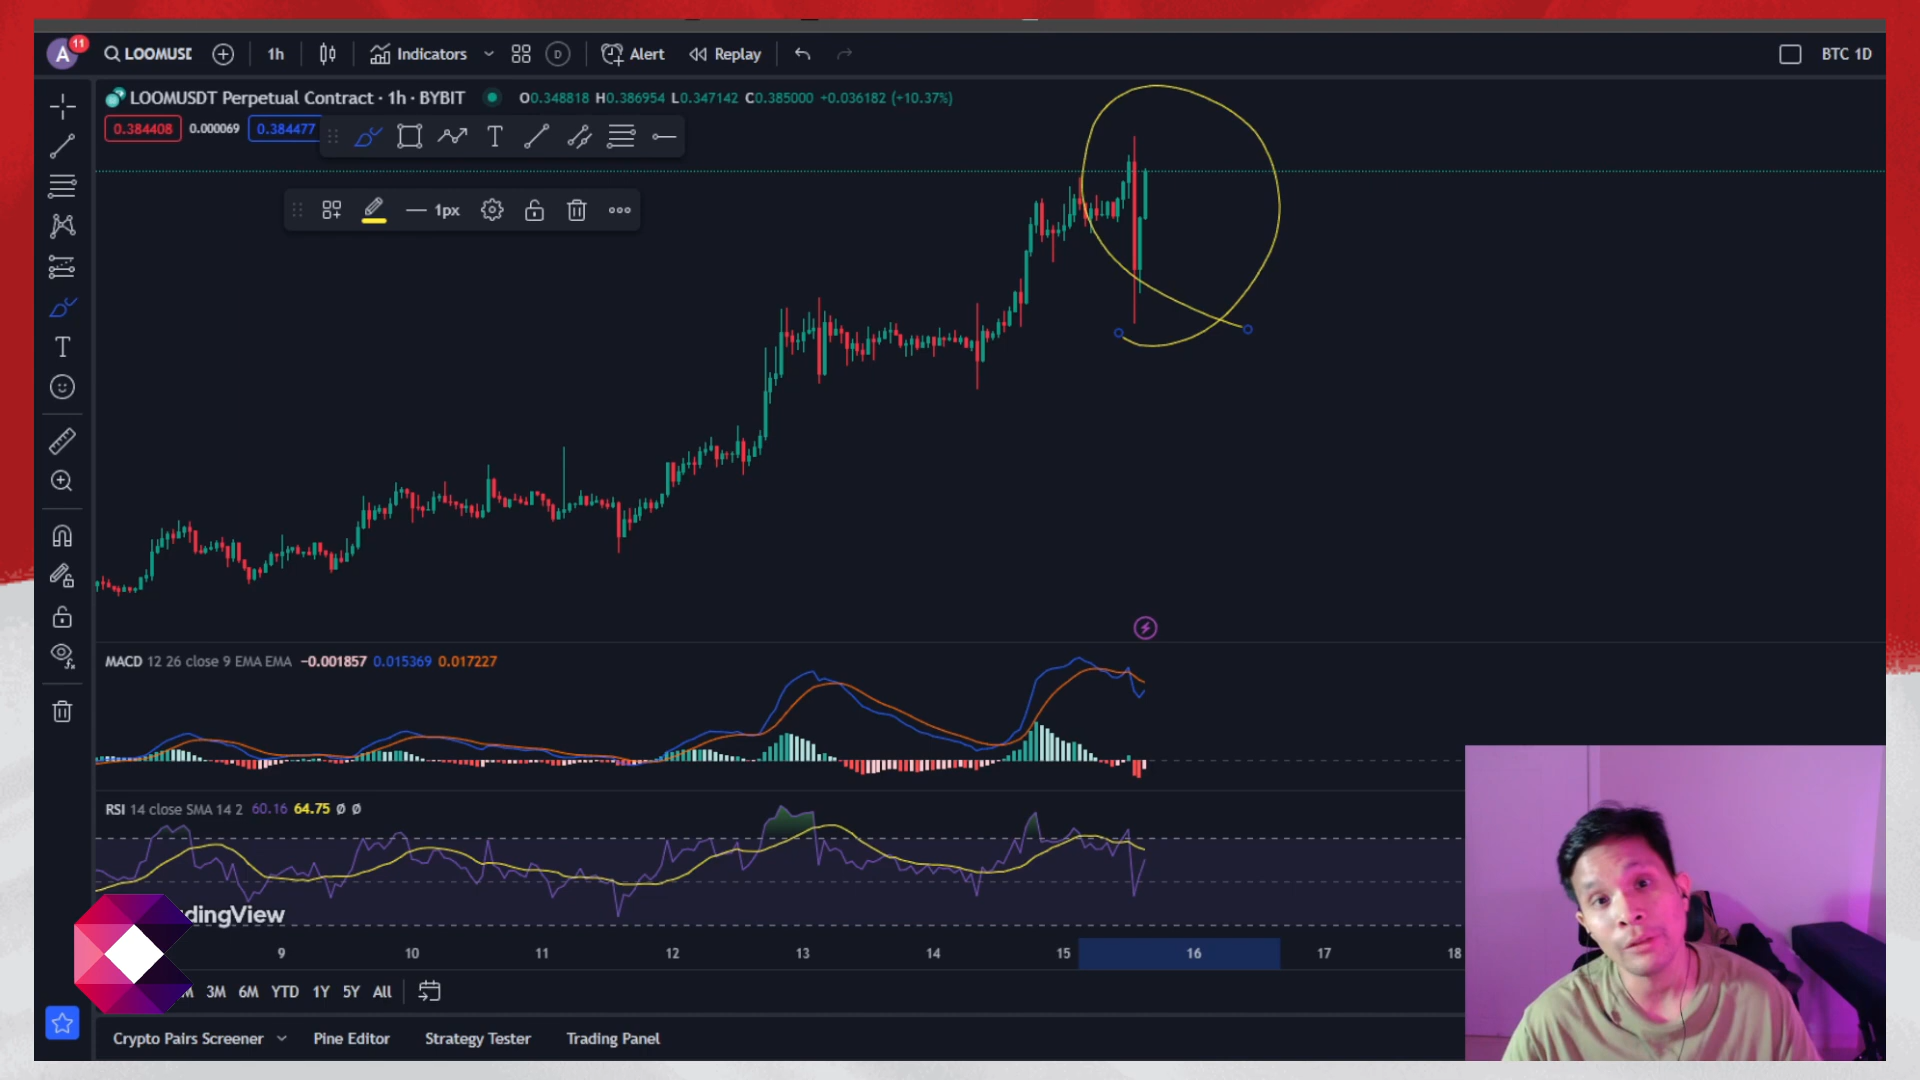 A 11 LOOMUSD 1h Indicators D Alert Replay BTC 1D
LOOMUSDT Perpetual Contract · 1h · BYBIT O0.348818 H0.386954 L0.347142 C0.385000 +0.036182 (+10.37%)
0.384408 0.000069 0.384477
T
1px
T
MACD 12 26 close 9 EMA EMA −0.001857 0.015369 0.017227
RSI 14 close SMA 14 2 60.16 64.75 Ø Ø
dingView
9 10 11 12 13 14 15 16 17 18
M 3M 6M YTD 1Y 5Y All
Crypto Pairs Screener Pine Editor Strategy Tester Trading Panel